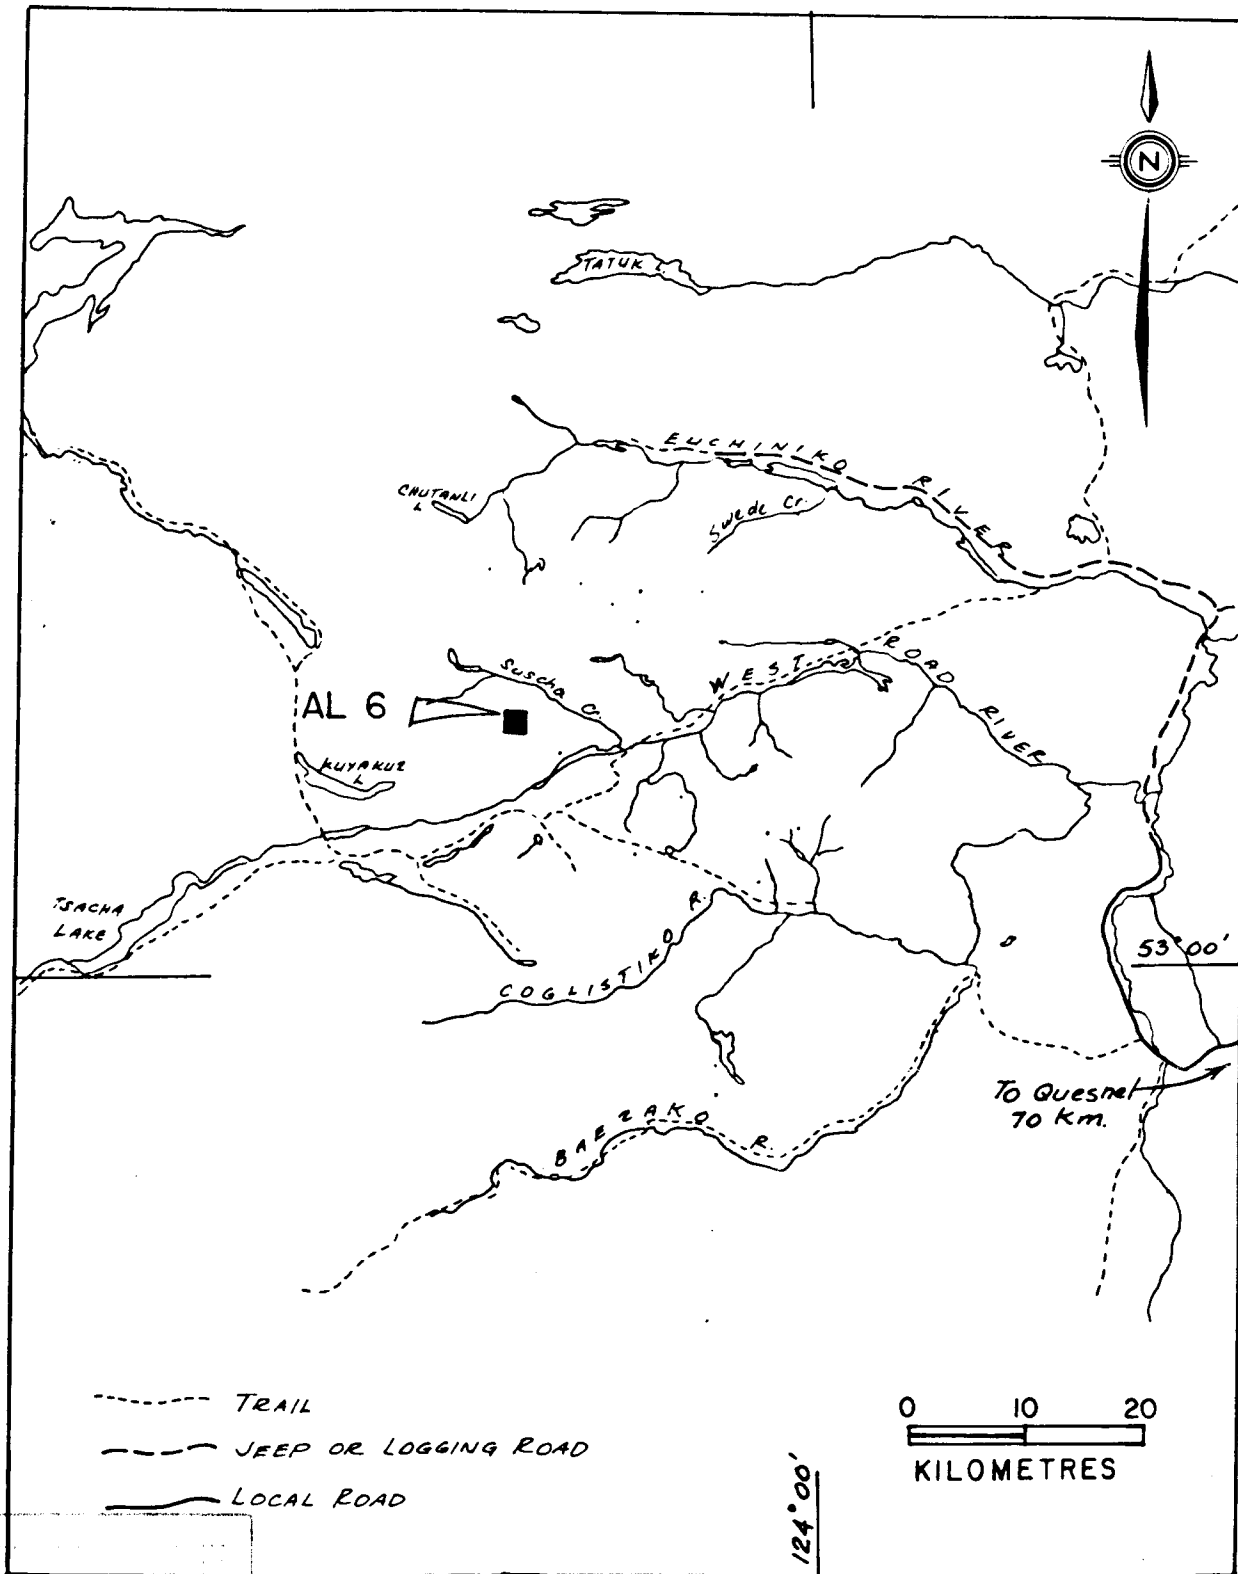 N
TATUK L.
EUCHINIKO RIVER
CHUTANLI
L
Swede Cr.
WEST ROAD RIVER
Suscha Cr.
AL 6
KUYAKUZ
L
TSACHA
LAKE
COGLISTIKO R.
53°00'
To Quesnel
70 Km.
BAEZAKO R.
TRAIL
JEEP OR LOGGING ROAD
LOCAL ROAD
0 10 20
KILOMETRES
124°00'